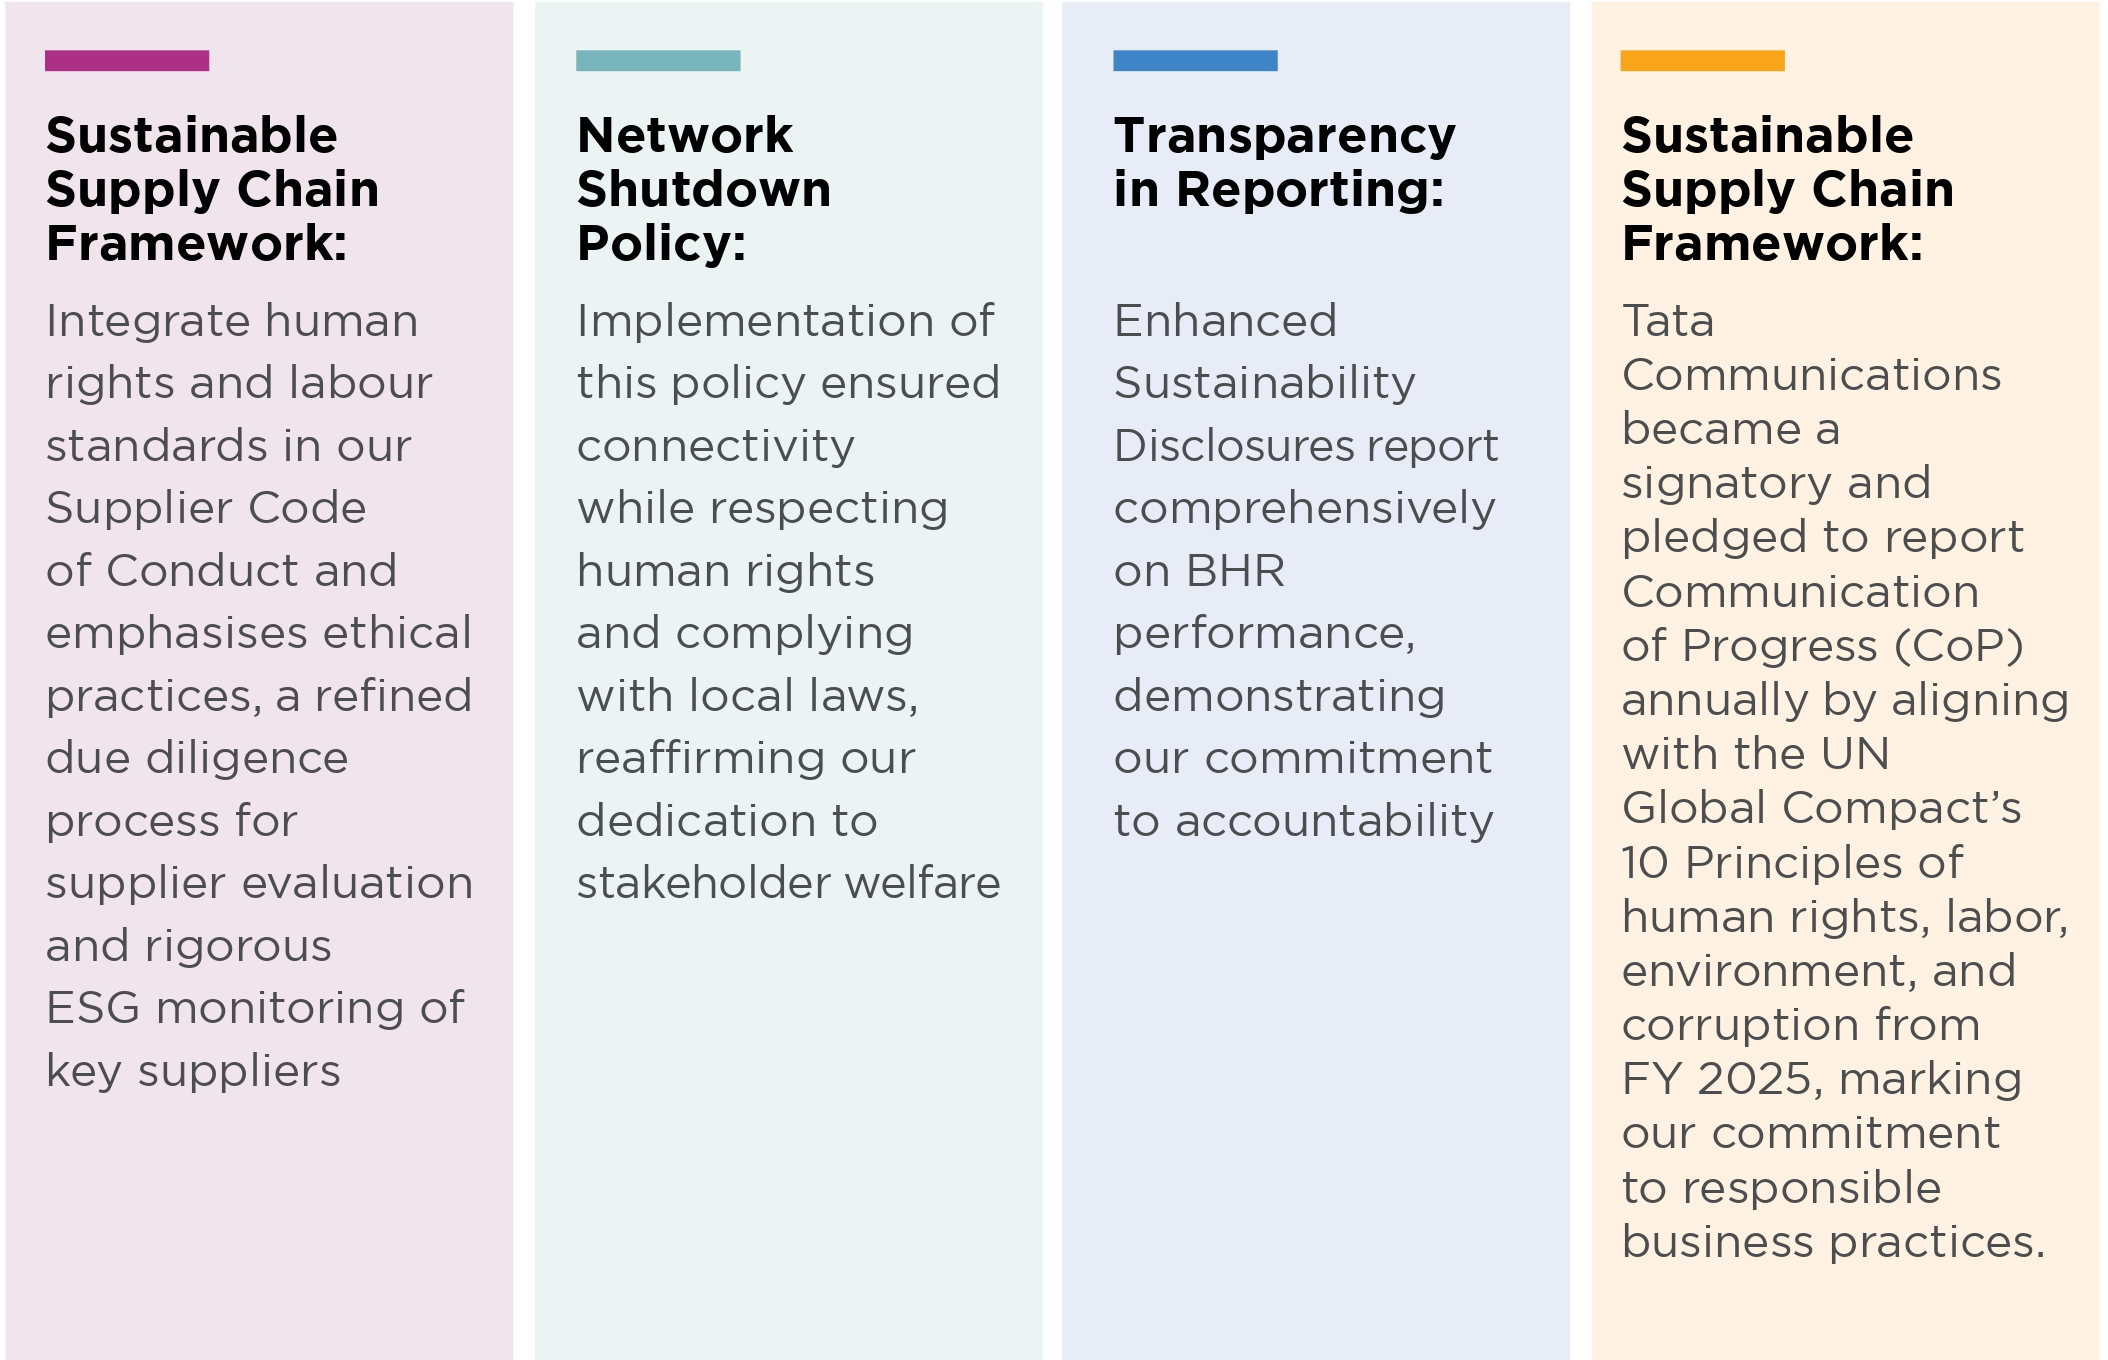 Sustainable
Supply Chain
Framework:
Integrate human
rights and labour
standards in our
Supplier Code
of Conduct and
emphasises ethical
practices, a refined
due diligence
process for
supplier evaluation
and rigorous
ESG monitoring of
key suppliers
Network
Shutdown
Policy:
Implementation of
this policy ensured
connectivity
while respecting
human rights
and complying
with local laws,
reaffirming our
dedication to
stakeholder welfare
Transparency
in Reporting:
Enhanced
Sustainability
Disclosures report
comprehensively
on BHR
performance,
demonstrating
our commitment
to accountability
Sustainable
Supply Chain
Framework:
Tata
Communications
became a
signatory and
pledged to report
Communication
of Progress (CoP)
annually by aligning
with the UN
Global Compact’s
10 Principles of
human rights, labor,
environment, and
corruption from
FY 2025, marking
our commitment
to responsible
business practices.